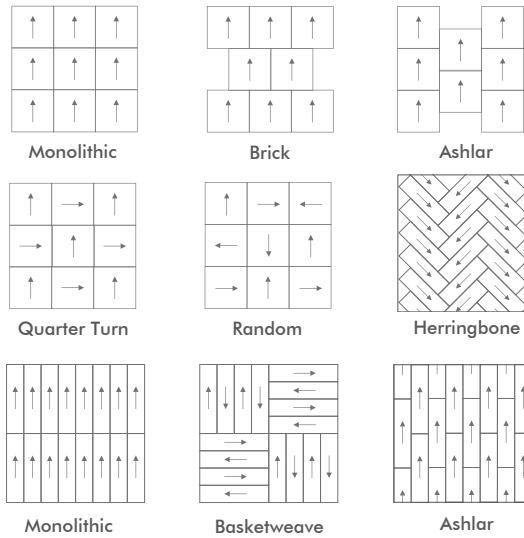 Monolithic
Brick
Ashlar
Quarter Turn
Random
Herringbone
Monolithic
Basketweave
Ashlar